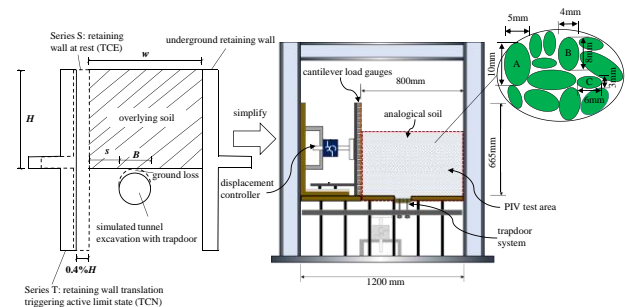 Series S: retaining
wall at rest (TCE)
w
underground retaining wall
H
overlying soil
s
B
ground loss
simulated tunnel
excavation with trapdoor
0.4%H
Series T: retaining wall translation
triggering active limit state (TCN)
simplify
cantilever load gauges
800mm
analogical soil
displacement
controller
665mm
PIV test area
trapdoor
system
1200 mm
5mm
4mm
10mm
A
B
8mm
C
3mm
6mm